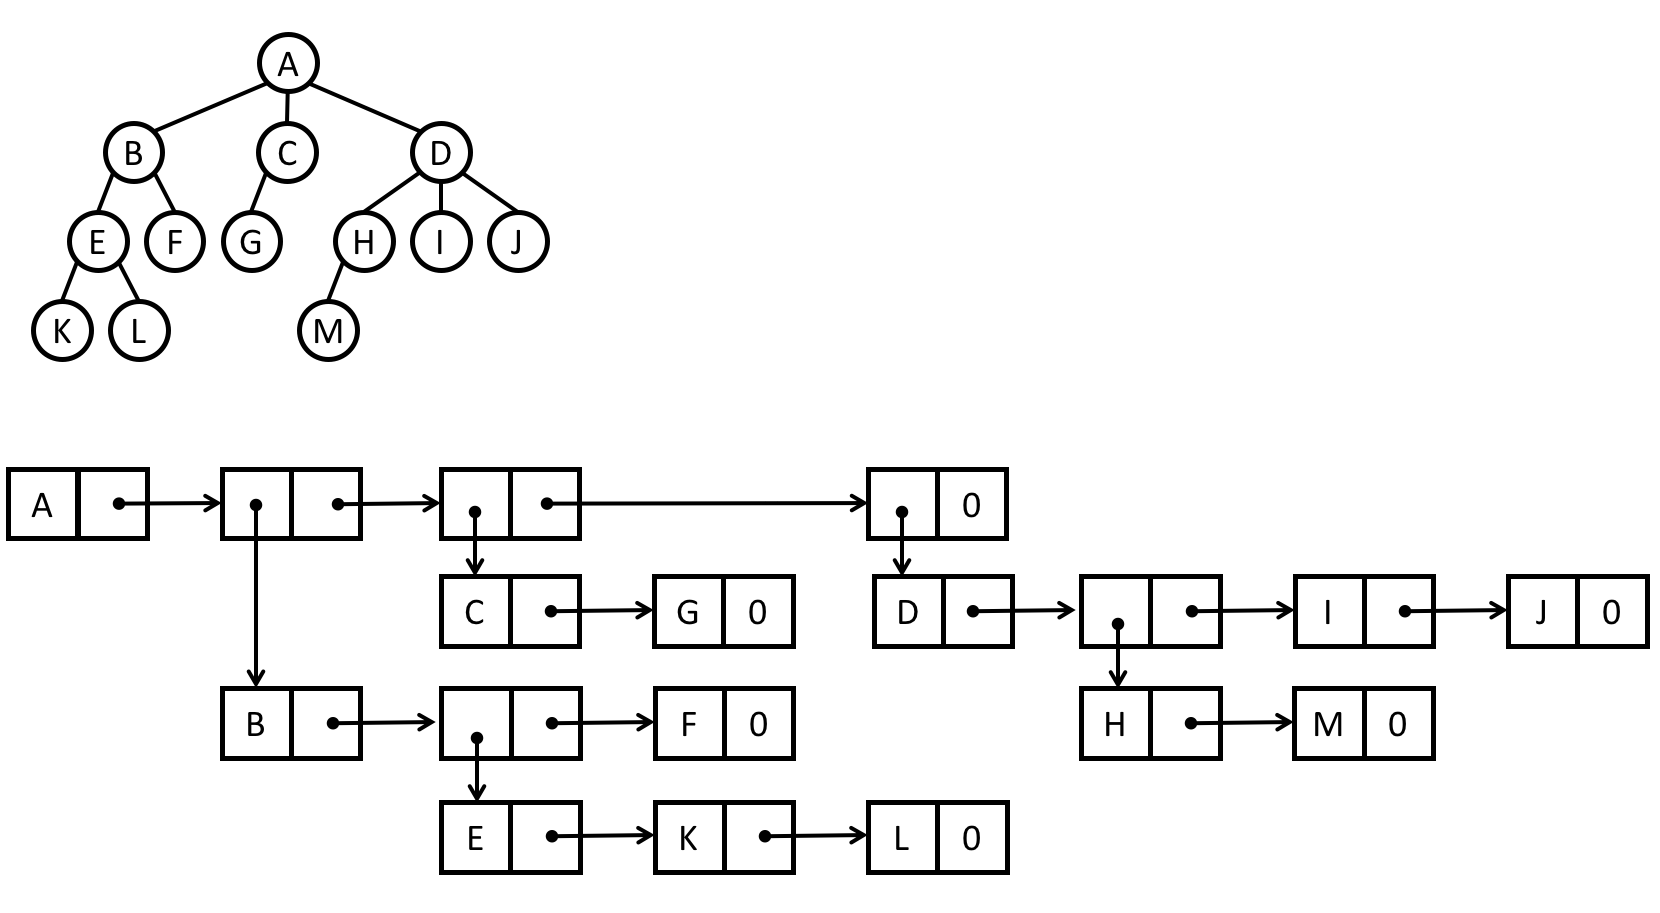 A
B C D
E F G H I J
K L M
A 0
C G 0 D I J 0
B F 0 H M 0
E K L 0